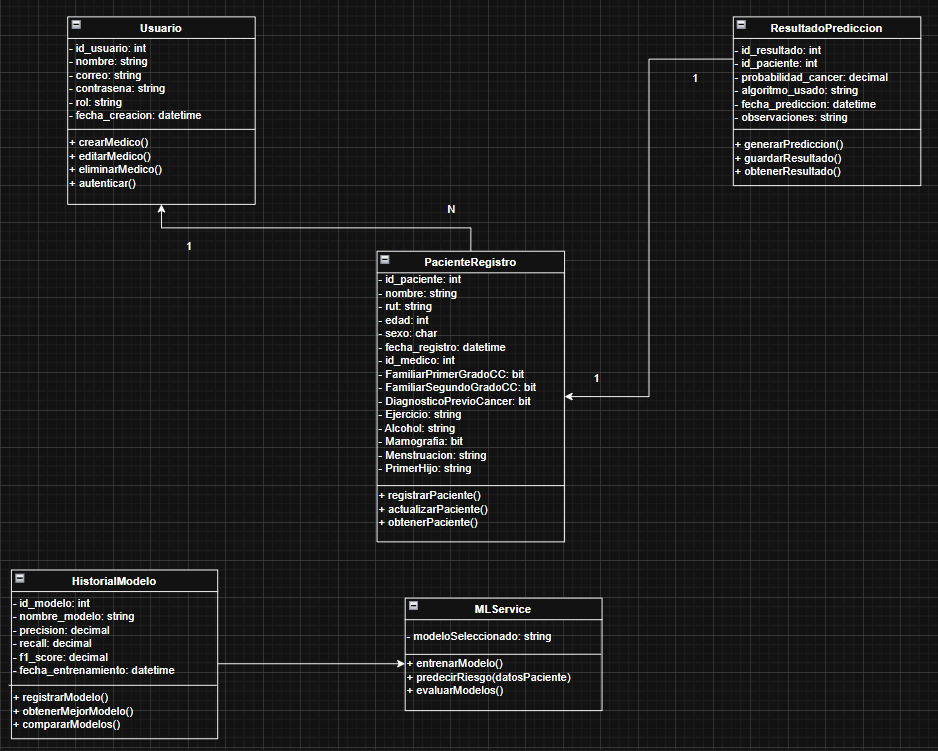 Usuario
- id_usuario: int
- nombre: string
- correo: string
- contrasena: string
- rol: string
- fecha_creacion: datetime
+ crearMedico()
+ editarMedico()
+ eliminarMedico()
+ autenticar()
ResultadoPrediccion
- id_resultado: int
- id_paciente: int
- probabilidad_cancer: decimal
- algoritmo_usado: string
- fecha_prediccion: datetime
- observaciones: string
+ generarPrediccion()
+ guardarResultado()
+ obtenerResultado()
1
N
1
PacienteRegistro
- id_paciente: int
- nombre: string
- rut: string
- edad: int
- sexo: char
- fecha_registro: datetime
- id_medico: int
- FamiliarPrimerGradoCC: bit
- FamiliarSegundoGradoCC: bit
- DiagnosticoPrevioCancer: bit
- Ejercicio: string
- Alcohol: string
- Mamografia: bit
- Menstruacion: string
- PrimerHijo: string
+ registrarPaciente()
+ actualizarPaciente()
+ obtenerPaciente()
1
HistorialModelo
- id_modelo: int
- nombre_modelo: string
- precision: decimal
- recall: decimal
- f1_score: decimal
- fecha_entrenamiento: datetime
+ registrarModelo()
+ obtenerMejorModelo()
+ compararModelos()
MLService
- modeloSeleccionado: string
+ entrenarModelo()
+ predecirRiesgo(datosPaciente)
+ evaluarModelos()